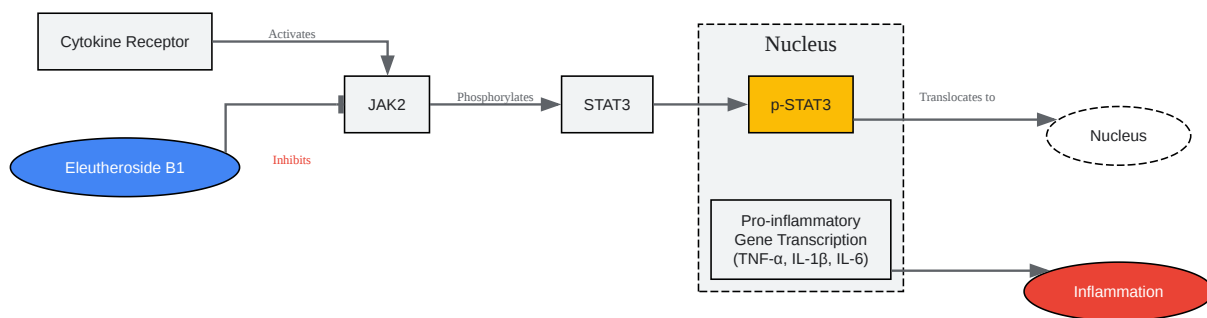 Cytokine Receptor
Activates
Nucleus
JAK2
Phosphorylates
STAT3
p-STAT3
Translocates to
Nucleus
Eleutheroside B1
Inhibits
Pro-inflammatory
Gene Transcription
(TNF-α, IL-1β, IL-6)
Inflammation